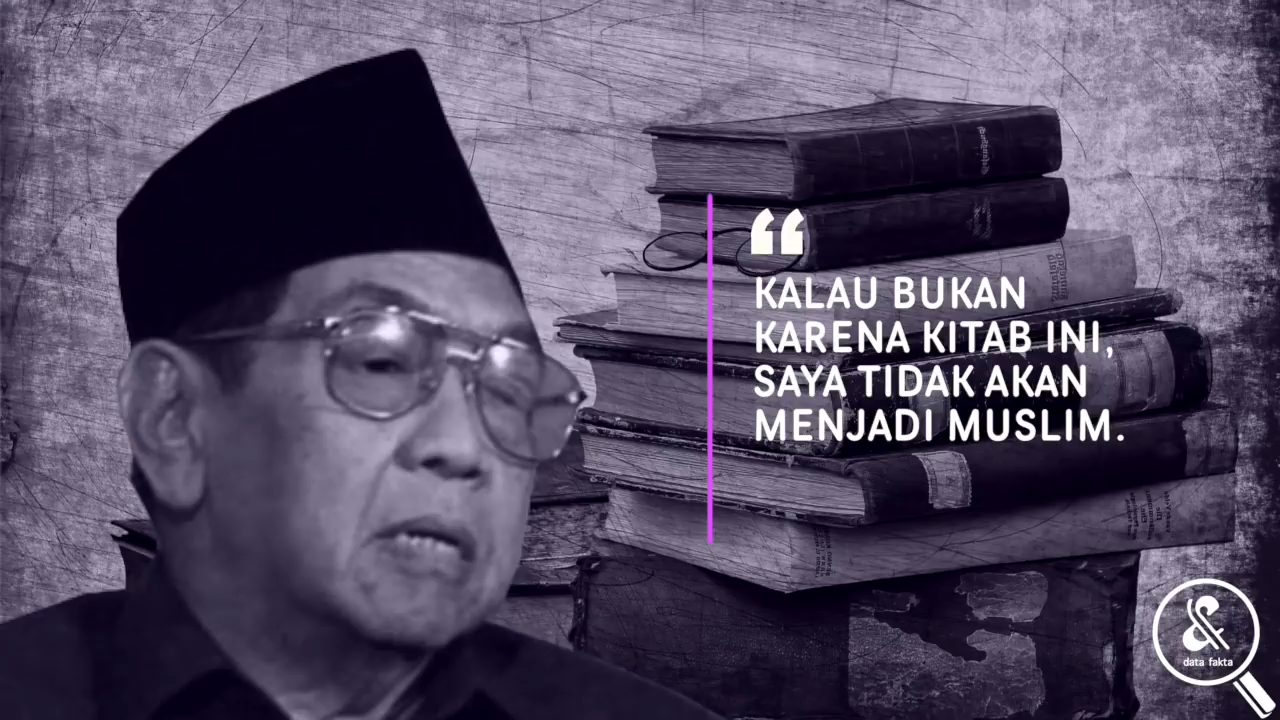 “
KALAU BUKAN
KARENA KITAB INI,
SAYA TIDAK AKAN
MENJADI MUSLIM.
&
data fakta